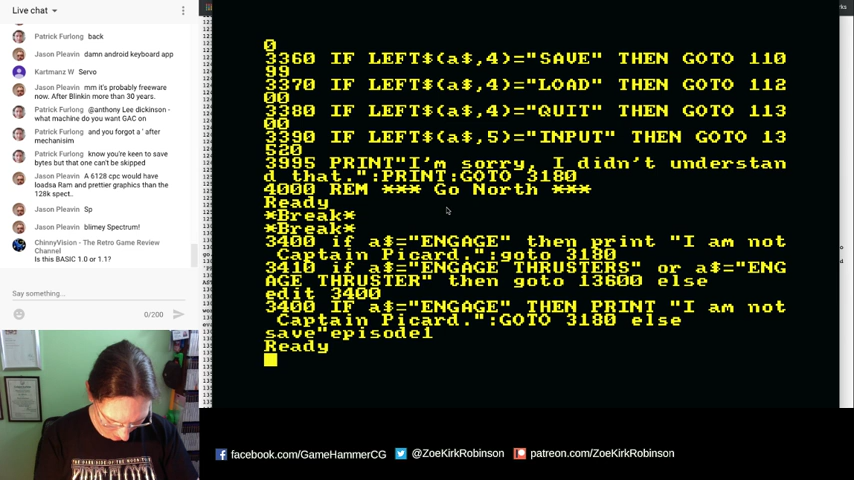 Live chat
Patrick Furlong back
Jason Pleavin damn android keyboard app
Kartmanz W Servo
Jason Pleavin mm it's probably freeware
now. After Blinkin more than 30 years.
Patrick Furlong @anthony Lee dickinson -
what machine do you want GAC on
Patrick Furlong and you forgot a ' after
mechanisim
Patrick Furlong know you're keen to save
bytes but that one can't be skipped
Jason Pleavin A 6128 cpc would have
loadsa Ram and prettier graphics than the
128k spect..
Jason Pleavin Sp
Jason Pleavin blimey Spectrum!
ChinnyVision - The Retro Game Review
Channel
Is this BASIC 1.0 or 1.1?
Say something...
0/200
0
3360 IF LEFT$(a$,4)="SAVE" THEN GOTO 110
99
3370 IF LEFT$(a$,4)="LOAD" THEN GOTO 112
00
3380 IF LEFT$(a$,4)="QUIT" THEN GOTO 113
00
3390 IF LEFT$(a$,5)="INPUT" THEN GOTO 13
520
3995 PRINT"I'm sorry, I didn't understan
d that.":PRINT:GOTO 3180
4000 REM *** Go North ***
Ready
*Break*
*Break*
3400 if a$="ENGAGE" then print "I am not
Captain Picard.":goto 3180
3410 if a$="ENGAGE THRUSTERS" or a$="ENG
AGE THRUSTER" then goto 13600 else
edit 3400
3400 IF a$="ENGAGE" THEN PRINT "I am not
Captain Picard.":GOTO 3180 else
save"episode1
Ready
facebook.com/GameHammerCG
@ZoeKirkRobinson
patreon.com/ZoeKirkRobinson